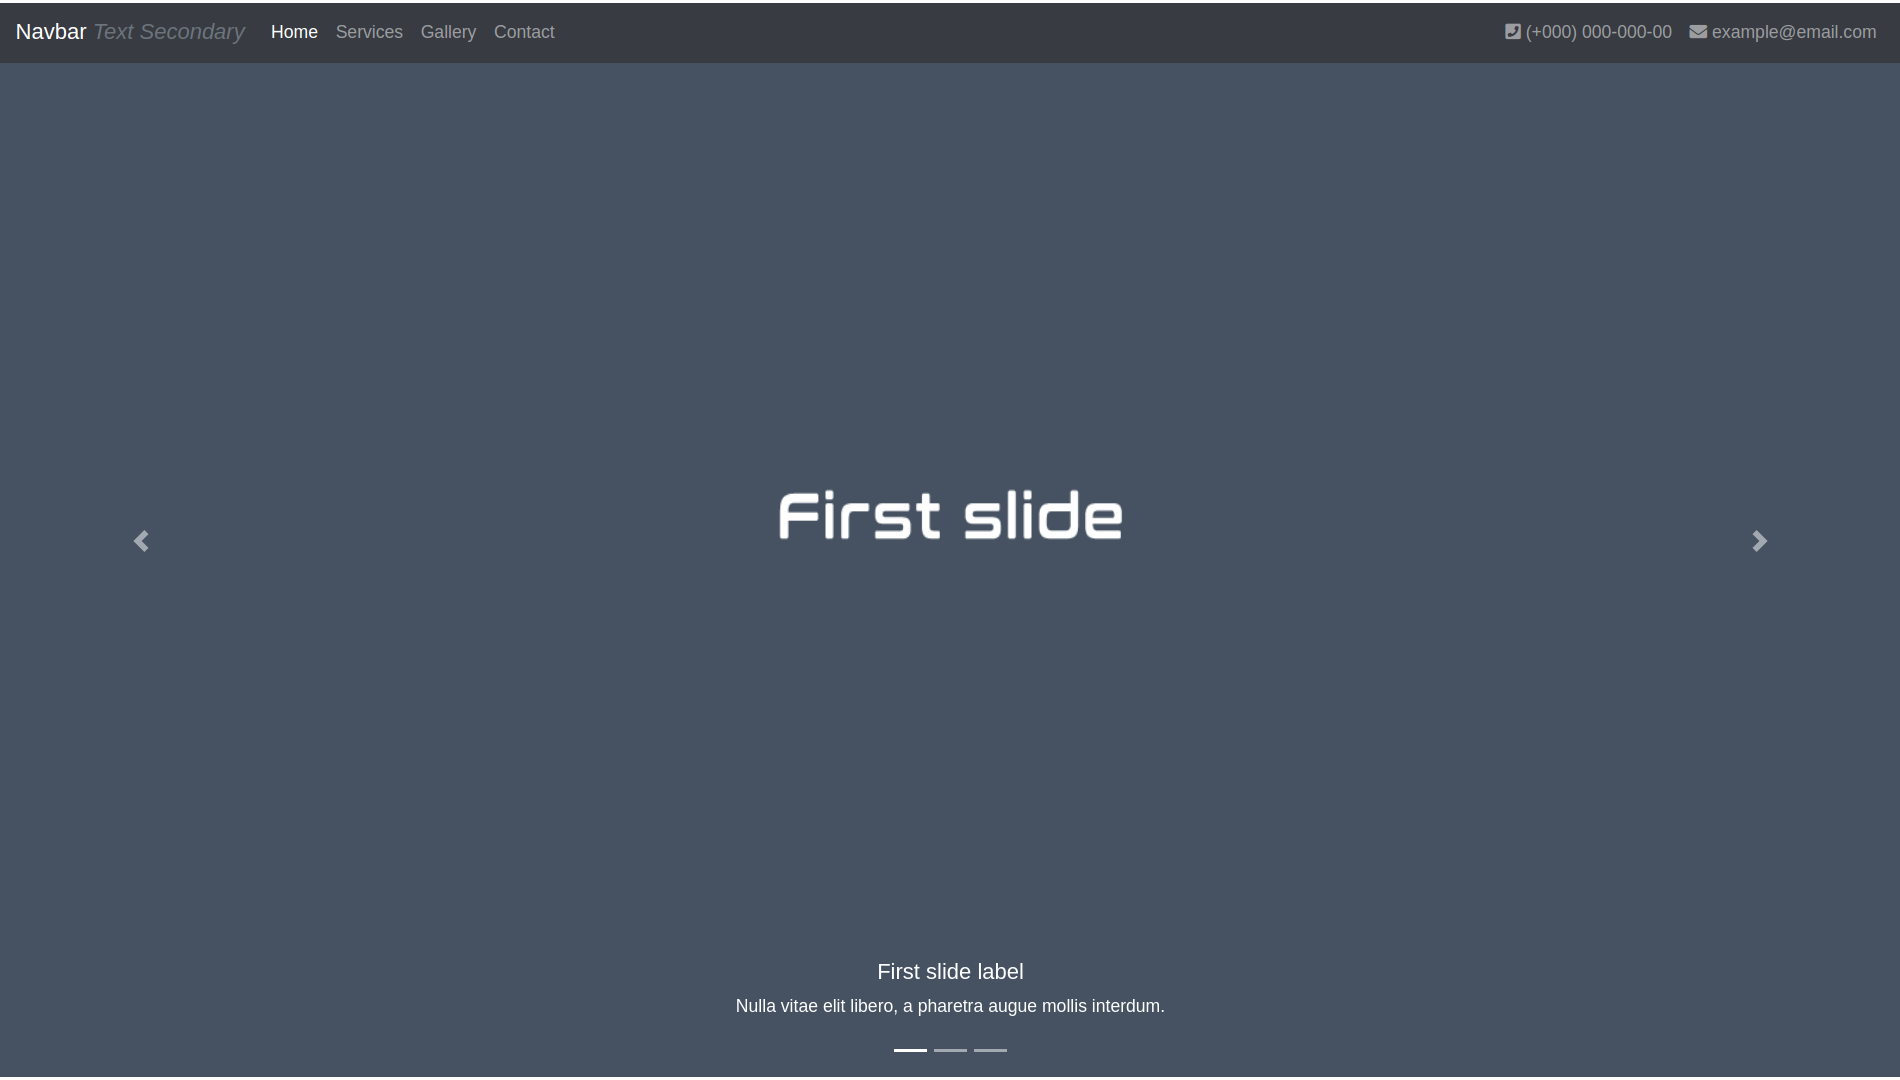 Navbar Text Secondary Home Services Gallery Contact (+000) 000-000-00 example@email.com
First slide
First slide label
Nulla vitae elit libero, a pharetra augue mollis interdum.